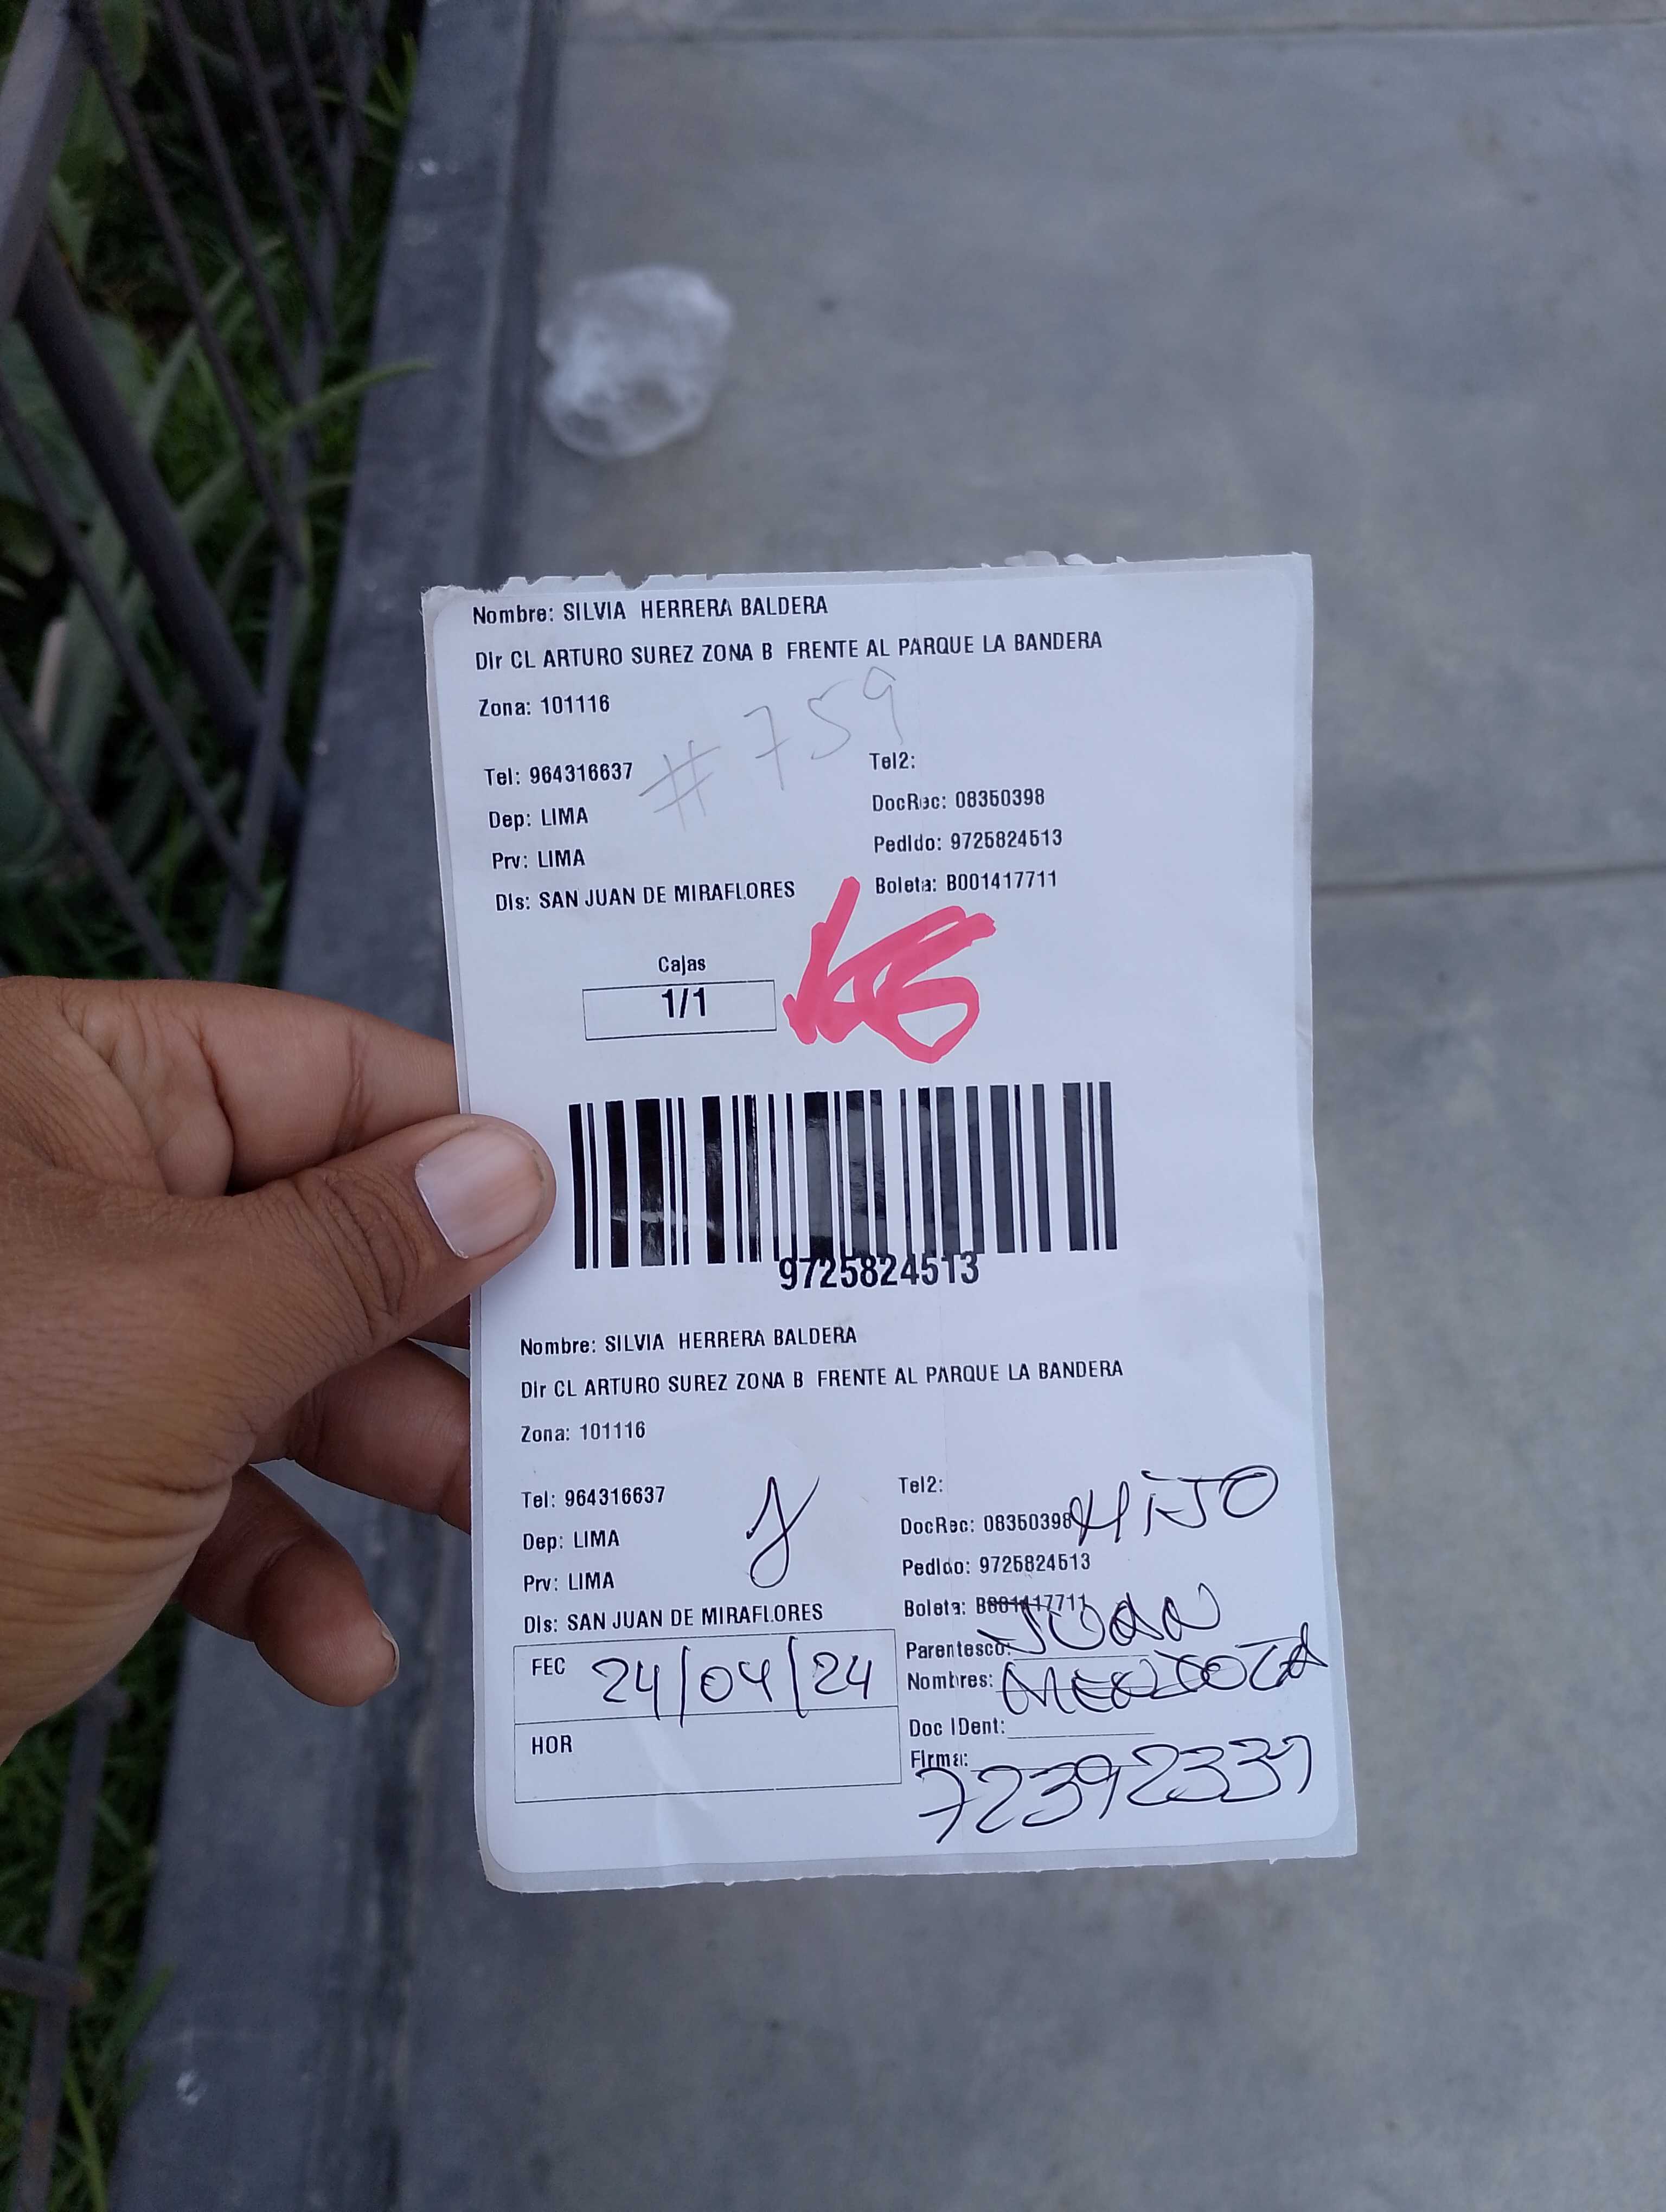 Nombre: SILVIA HERRERA BALDERA
Dir CL ARTURO SUREZ ZONA B FRENTE AL PARQUE LA BANDERA
Zona: 101116
#759
Tel: 964316637 Tel2:
Dep: LIMA DocRec: 08350398
Prv: LIMA Pedido: 9725824513
Dis: SAN JUAN DE MIRAFLORES Boleta: B001417711
Cajas
1/1
9725824513
Nombre: SILVIA HERRERA BALDERA
Dir CL ARTURO SUREZ ZONA B FRENTE AL PARQUE LA BANDERA
Zona: 101116
Tel: 964316637 Tel2:
Dep: LIMA DocRec: 08350398 HIJO
Prv: LIMA Pedido: 9725824513
Dis: SAN JUAN DE MIRAFLORES Boleta: B001417711
Parentesco: JUAN
FEC 24/04/24 Nombres:
Doc IDent:
HOR Firma:
72392339